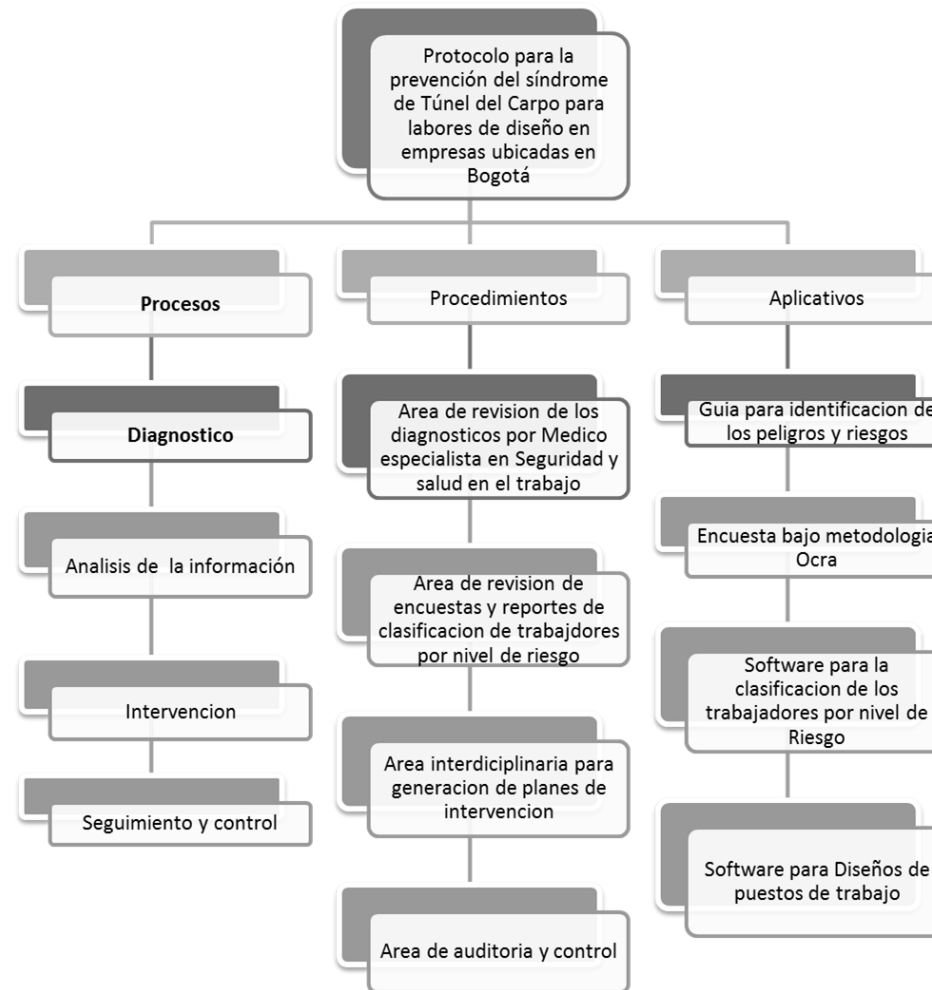 Protocolo para la
prevención del síndrome
de Túnel del Carpo para
labores de diseño en
empresas ubicadas en
Bogotá
Procesos
Diagnostico
Analisis de  la información
Intervencion
Seguimiento y control
Procedimientos
Area de revision de los
diagnosticos por Medico
especialista en Seguridad y
salud en el trabajo
Area de revision de
encuestas y reportes de
clasificacion de trabajdores
por nivel de riesgo
Area interdiciplinaria para
generacion de planes de
intervencion
Area de auditoria y control
Aplicativos
Guia para identificacion de
los peligros y riesgos
Encuesta bajo metodologia
Ocra
Software para la
clasificacion de los
trabajadores por nivel de
Riesgo
Software para Diseños de
puestos de trabajo